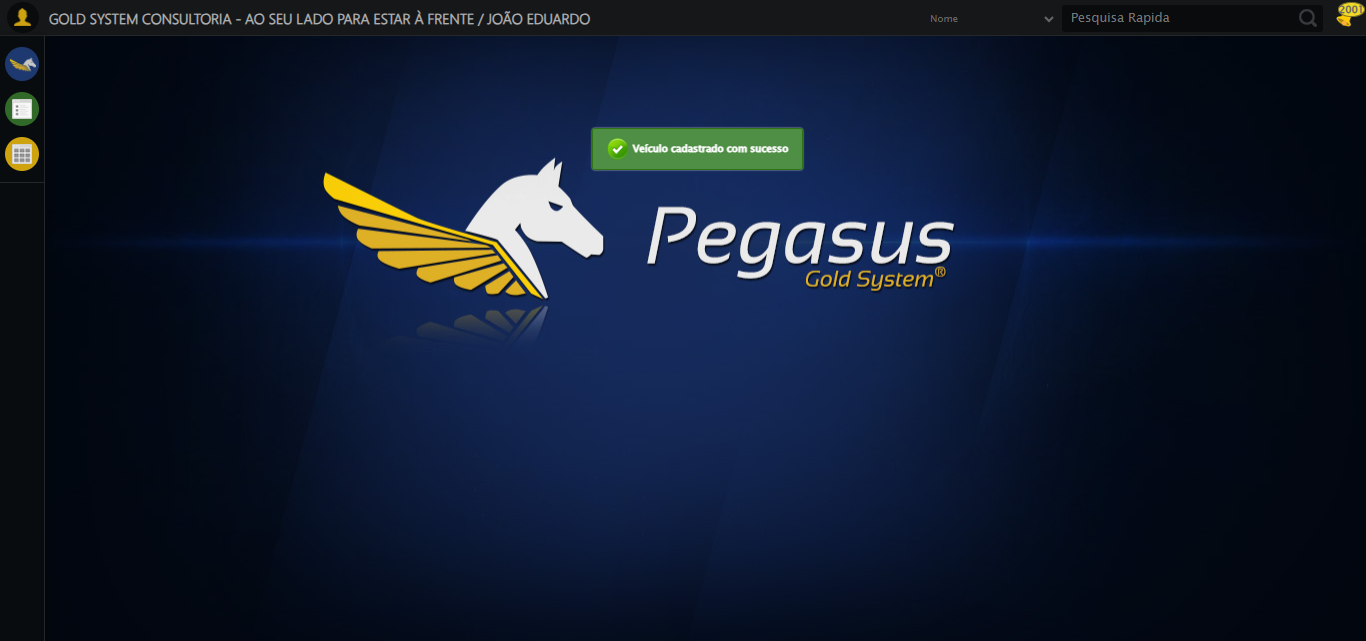 GOLD SYSTEM CONSULTORIA - AO SEU LADO PARA ESTAR À FRENTE / JOÃO EDUARDO
Nome
Pesquisa Rapida
2001
Veículo cadastrado com sucesso
Pegasus
Gold System®